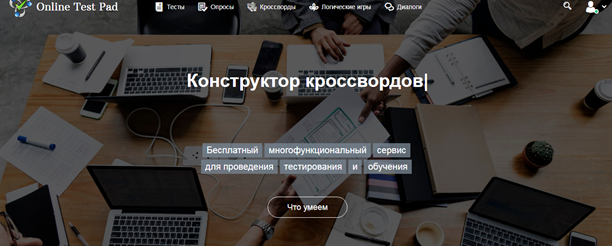 Online Test Pad
Тесты
Опросы
Кроссворды
Логические игры
Диалоги
Конструктор кроссвордов|
Бесплатный многофункциональный сервис
для проведения тестирования и обучения
Что умеем